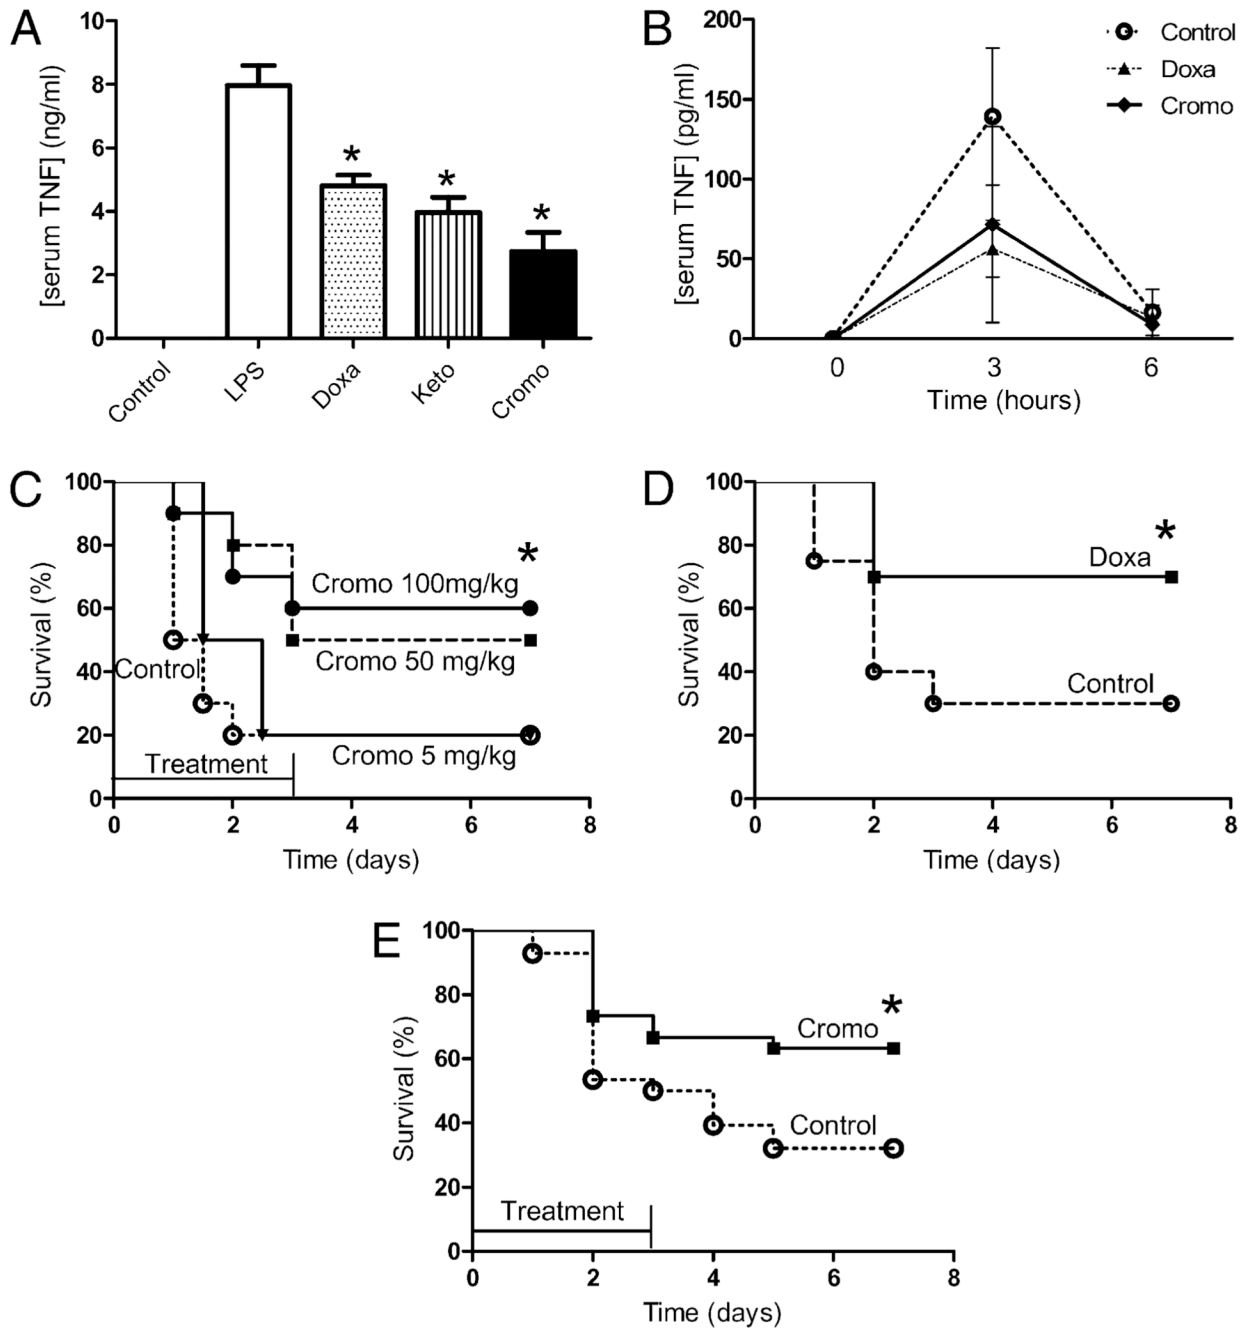 A
[serum TNF] (ng/ml)
10
8
6
4
2
0
*
*
*
Control
LPS
Doxa
Keto
Cromo
B
[serum TNF] (pg/ml)
200
150
100
50
0
0
3
6
Time (hours)
Control
Doxa
Cromo
C
Survival (%)
100
80
60
40
20
0
*
Cromo 100mg/kg
Cromo 50 mg/kg
Control
Cromo 5 mg/kg
Treatment
0
2
4
6
8
Time (days)
D
Survival (%)
100
80
60
40
20
0
*
Doxa
Control
0
2
4
6
8
Time (days)
E
Survival (%)
100
80
60
40
20
0
*
Cromo
Control
Treatment
0
2
4
6
8
Time (days)